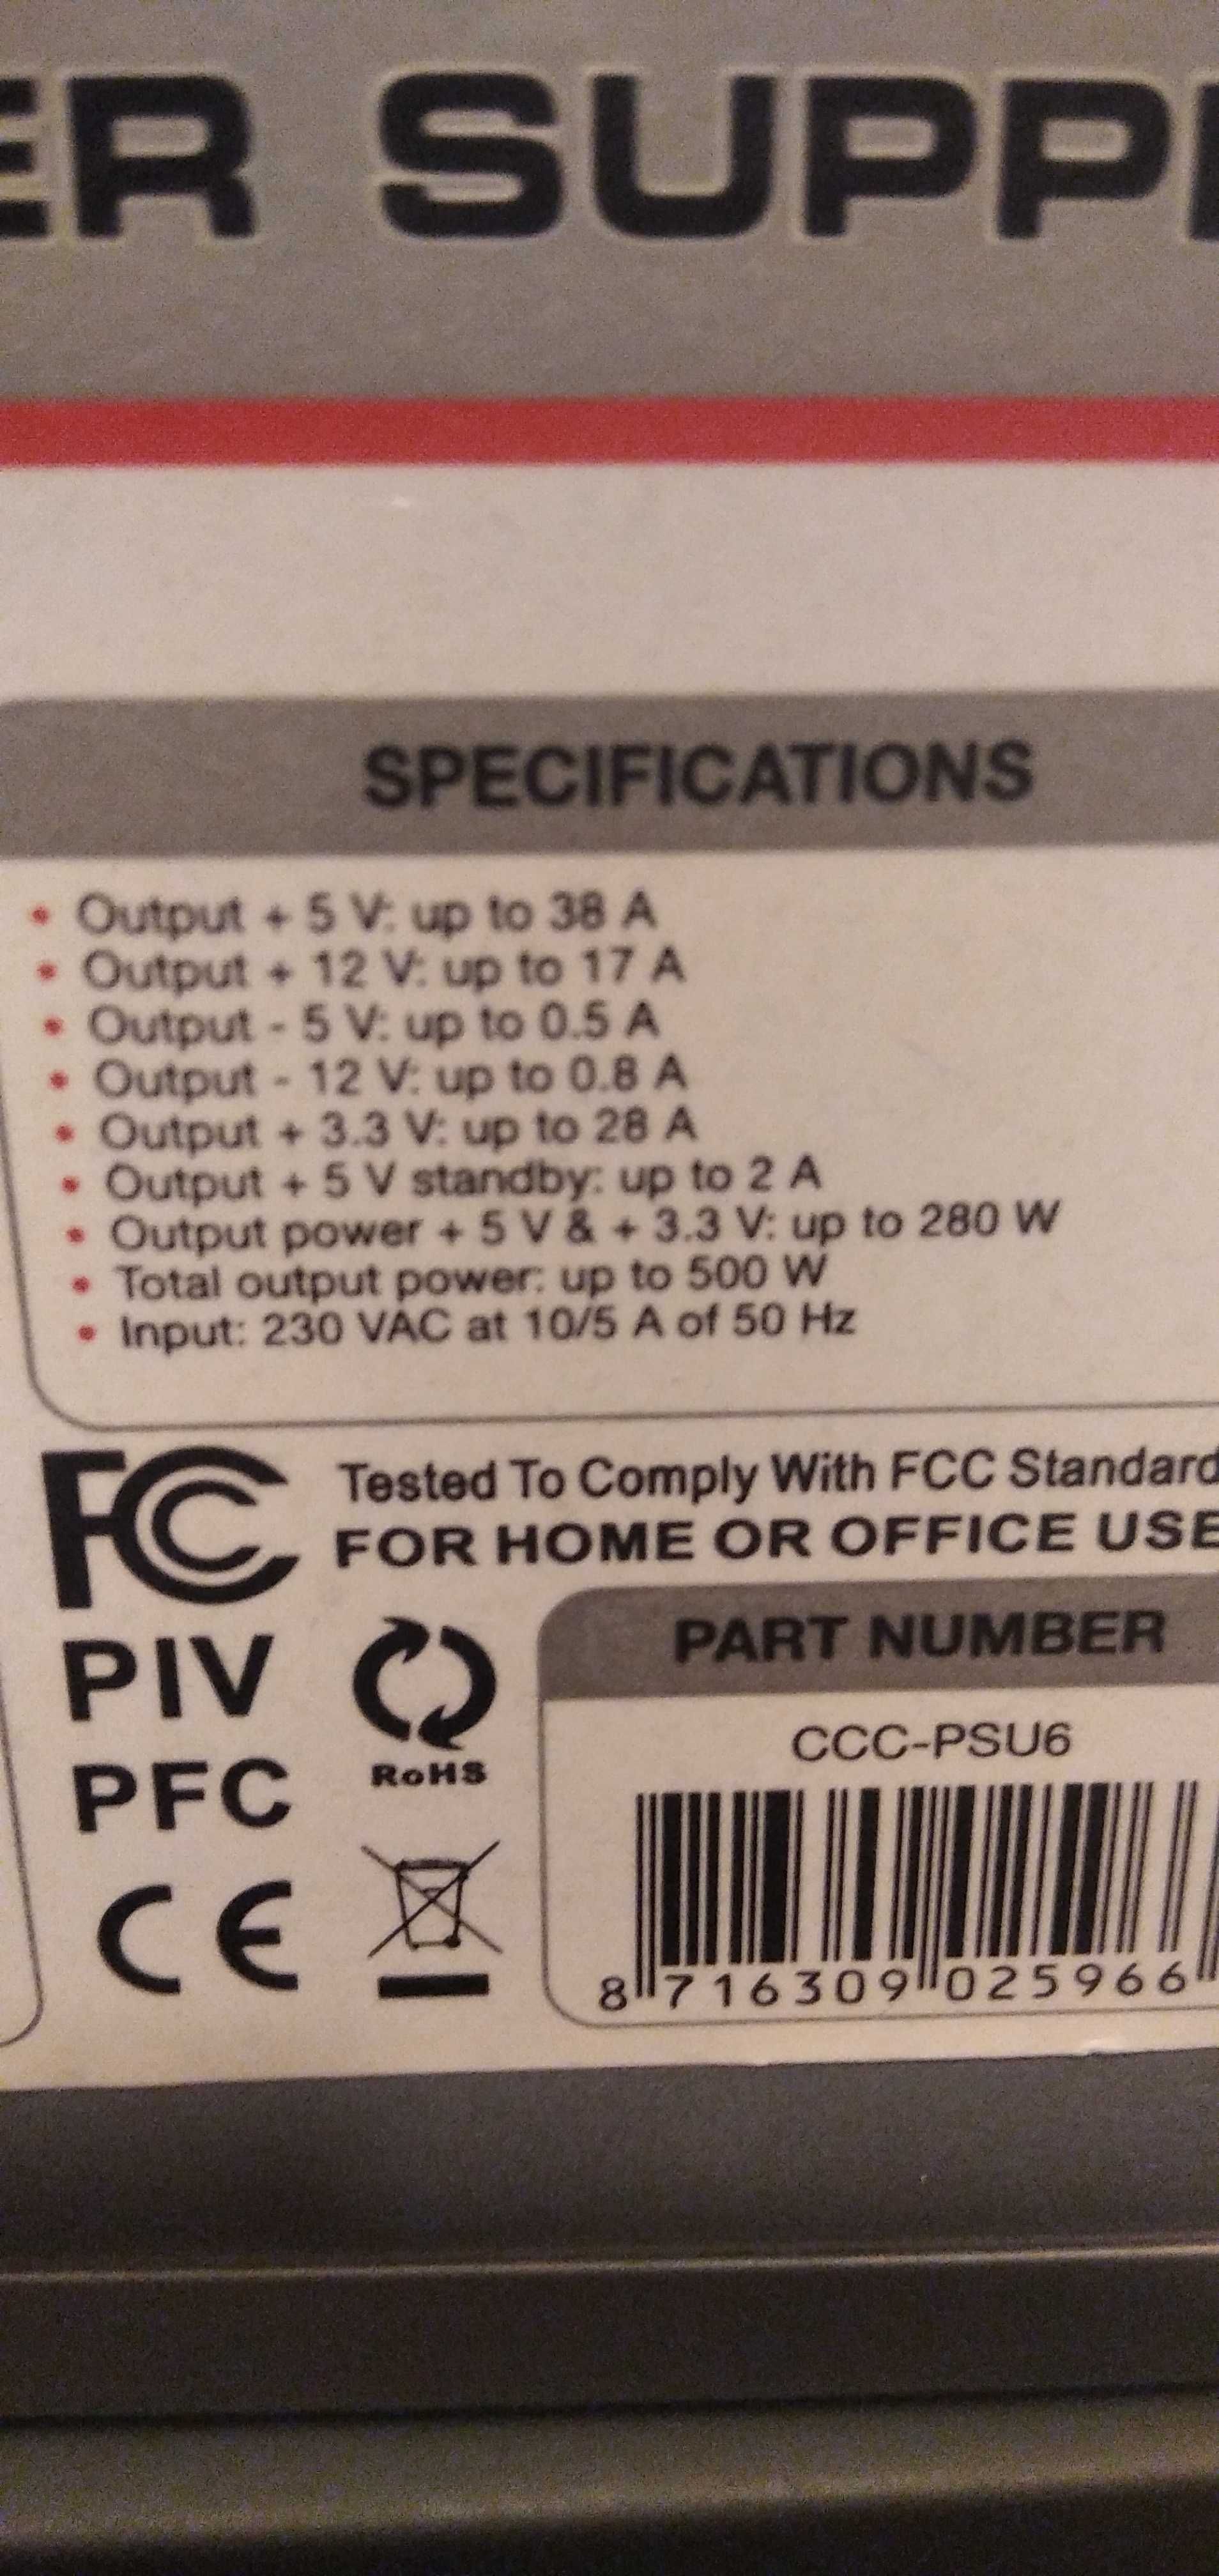 ER SUPPL
SPECIFICATIONS
• Output + 5 V: up to 38 A
• Output + 12 V: up to 17 A
• Output - 5 V: up to 0.5 A
• Output - 12 V: up to 0.8 A
• Output + 3.3 V: up to 28 A
• Output + 5 V standby: up to 2 A
• Output power + 5 V & + 3.3 V: up to 280 W
• Total output power: up to 500 W
• Input: 230 VAC at 10/5 A of 50 Hz
FC Tested To Comply With FCC Standard
FOR HOME OR OFFICE USE
PIV
PFC
CE
RoHS
PART NUMBER
CCC-PSU6
8 716309 025966